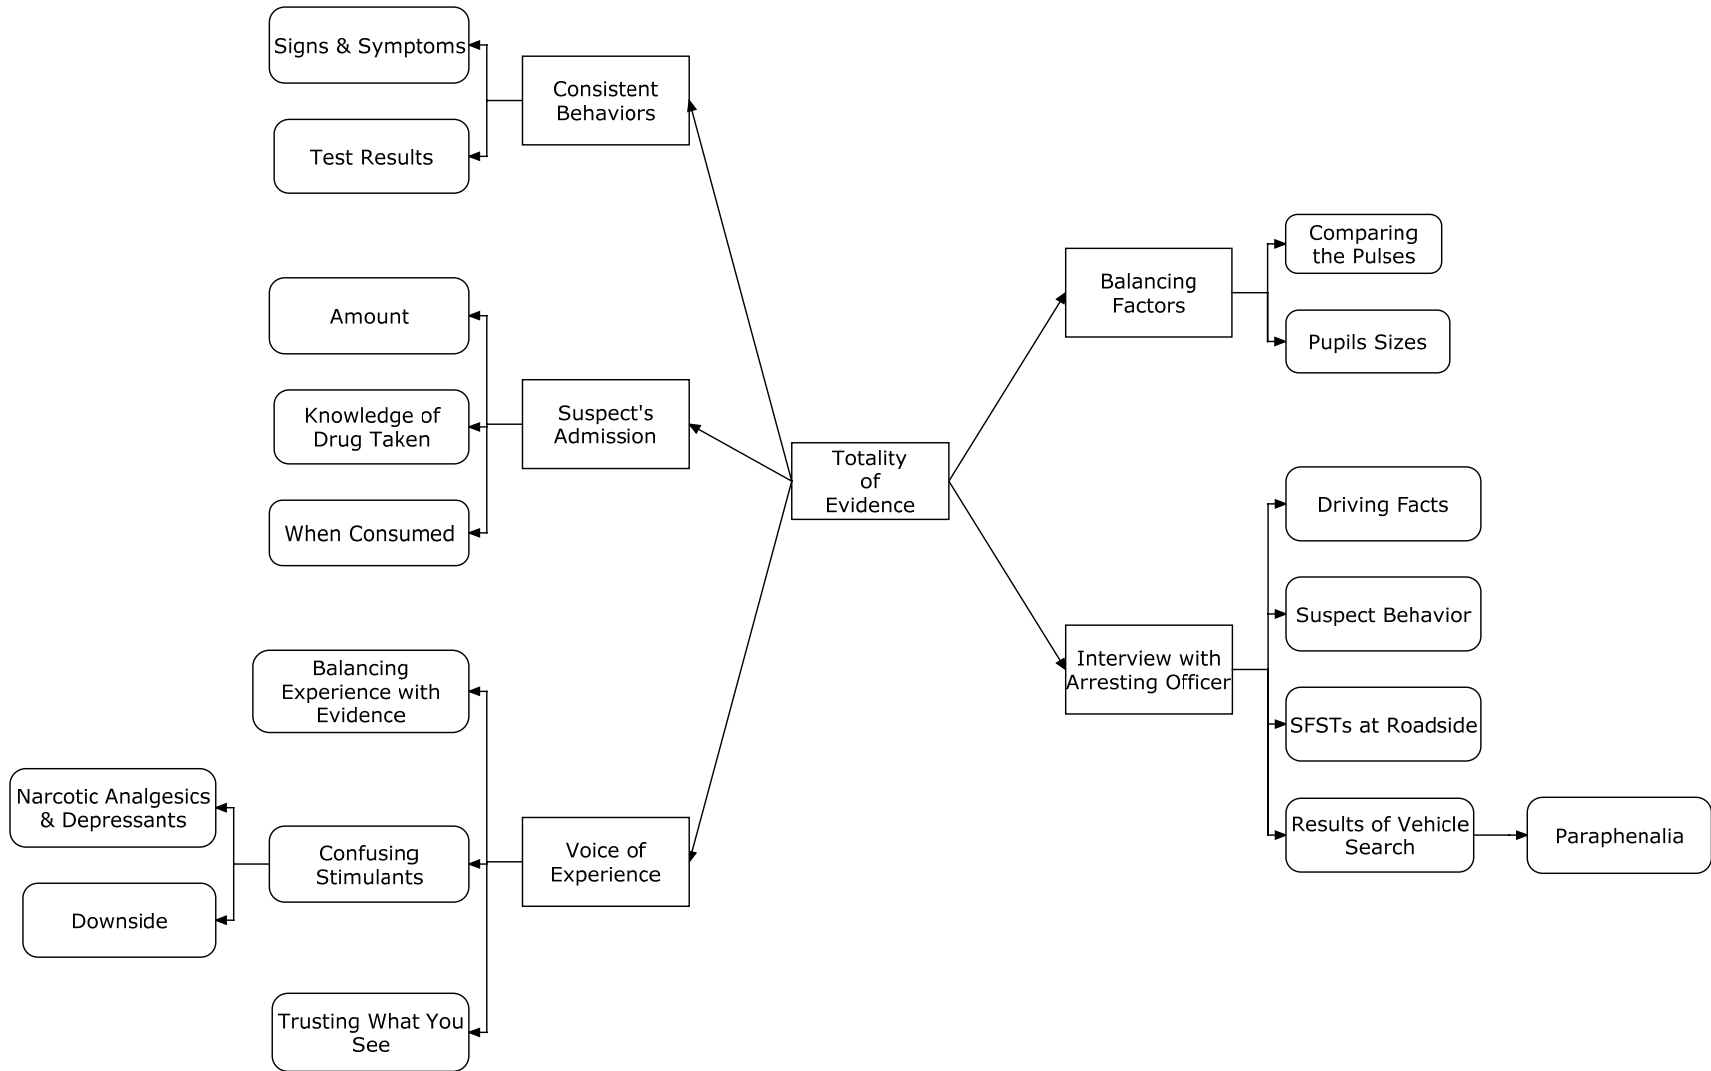 Signs & Symptoms
Consistent
Behaviors
Test Results
Amount
Knowledge of
Drug Taken
Suspect's
Admission
When Consumed
Balancing
Experience with
Evidence
Narcotic Analgesics
& Depressants
Confusing
Stimulants
Voice of
Experience
Downside
Trusting What You
See
Totality
of
Evidence
Balancing
Factors
Comparing
the Pulses
Pupils Sizes
Interview with
Arresting Officer
Driving Facts
Suspect Behavior
SFSTs at Roadside
Results of Vehicle
Search
Paraphenalia